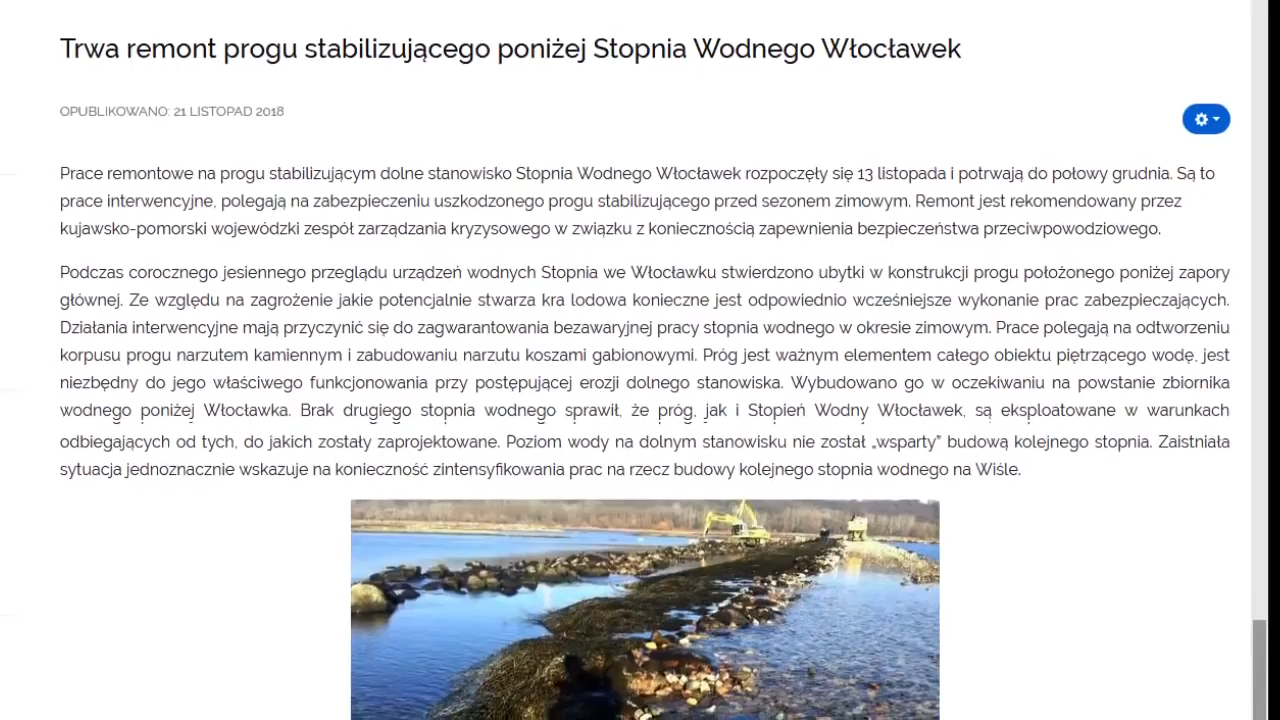 Trwa remont progu stabilizującego poniżej Stopnia Wodnego Włocławek
OPUBLIKOWANO: 21 LISTOPAD 2018
Prace remontowe na progu stabilizującym dolne stanowisko Stopnia Wodnego Włocławek rozpoczęły się 13 listopada i potrwają do połowy grudnia. Są to
prace interwencyjne, polegają na zabezpieczeniu uszkodzonego progu stabilizującego przed sezonem zimowym. Remont jest rekomendowany przez
kujawsko-pomorski wojewódzki zespół zarządzania kryzysowego w związku z koniecznością zapewnienia bezpieczeństwa przeciwpowodziowego.
Podczas corocznego jesiennego przeglądu urządzeń wodnych Stopnia we Włocławku stwierdzono ubytki w konstrukcji progu położonego poniżej zapory
głównej. Ze względu na zagrożenie jakie potencjalnie stwarza kra lodowa konieczne jest odpowiednio wcześniejsze wykonanie prac zabezpieczających.
Działania interwencyjne mają przyczynić się do zagwarantowania bezawaryjnej pracy stopnia wodnego w okresie zimowym. Prace polegają na odtworzeniu
korpusu progu narzutem kamiennym i zabudowaniu narzutu koszami gabionowymi. Próg jest ważnym elementem całego obiektu piętrzącego wodę, jest
niezbędny do jego właściwego funkcjonowania przy postępującej erozji dolnego stanowiska. Wybudowano go w oczekiwaniu na powstanie zbiornika
wodnego poniżej Włocławka. Brak drugiego stopnia wodnego sprawił, że próg, jak i Stopień Wodny Włocławek, są eksploatowane w warunkach
odbiegających od tych, do jakich zostały zaprojektowane. Poziom wody na dolnym stanowisku nie został „wsparty” budową kolejnego stopnia. Zaistniała
sytuacja jednoznacznie wskazuje na konieczność zintensyfikowania prac na rzecz budowy kolejnego stopnia wodnego na Wiśle.